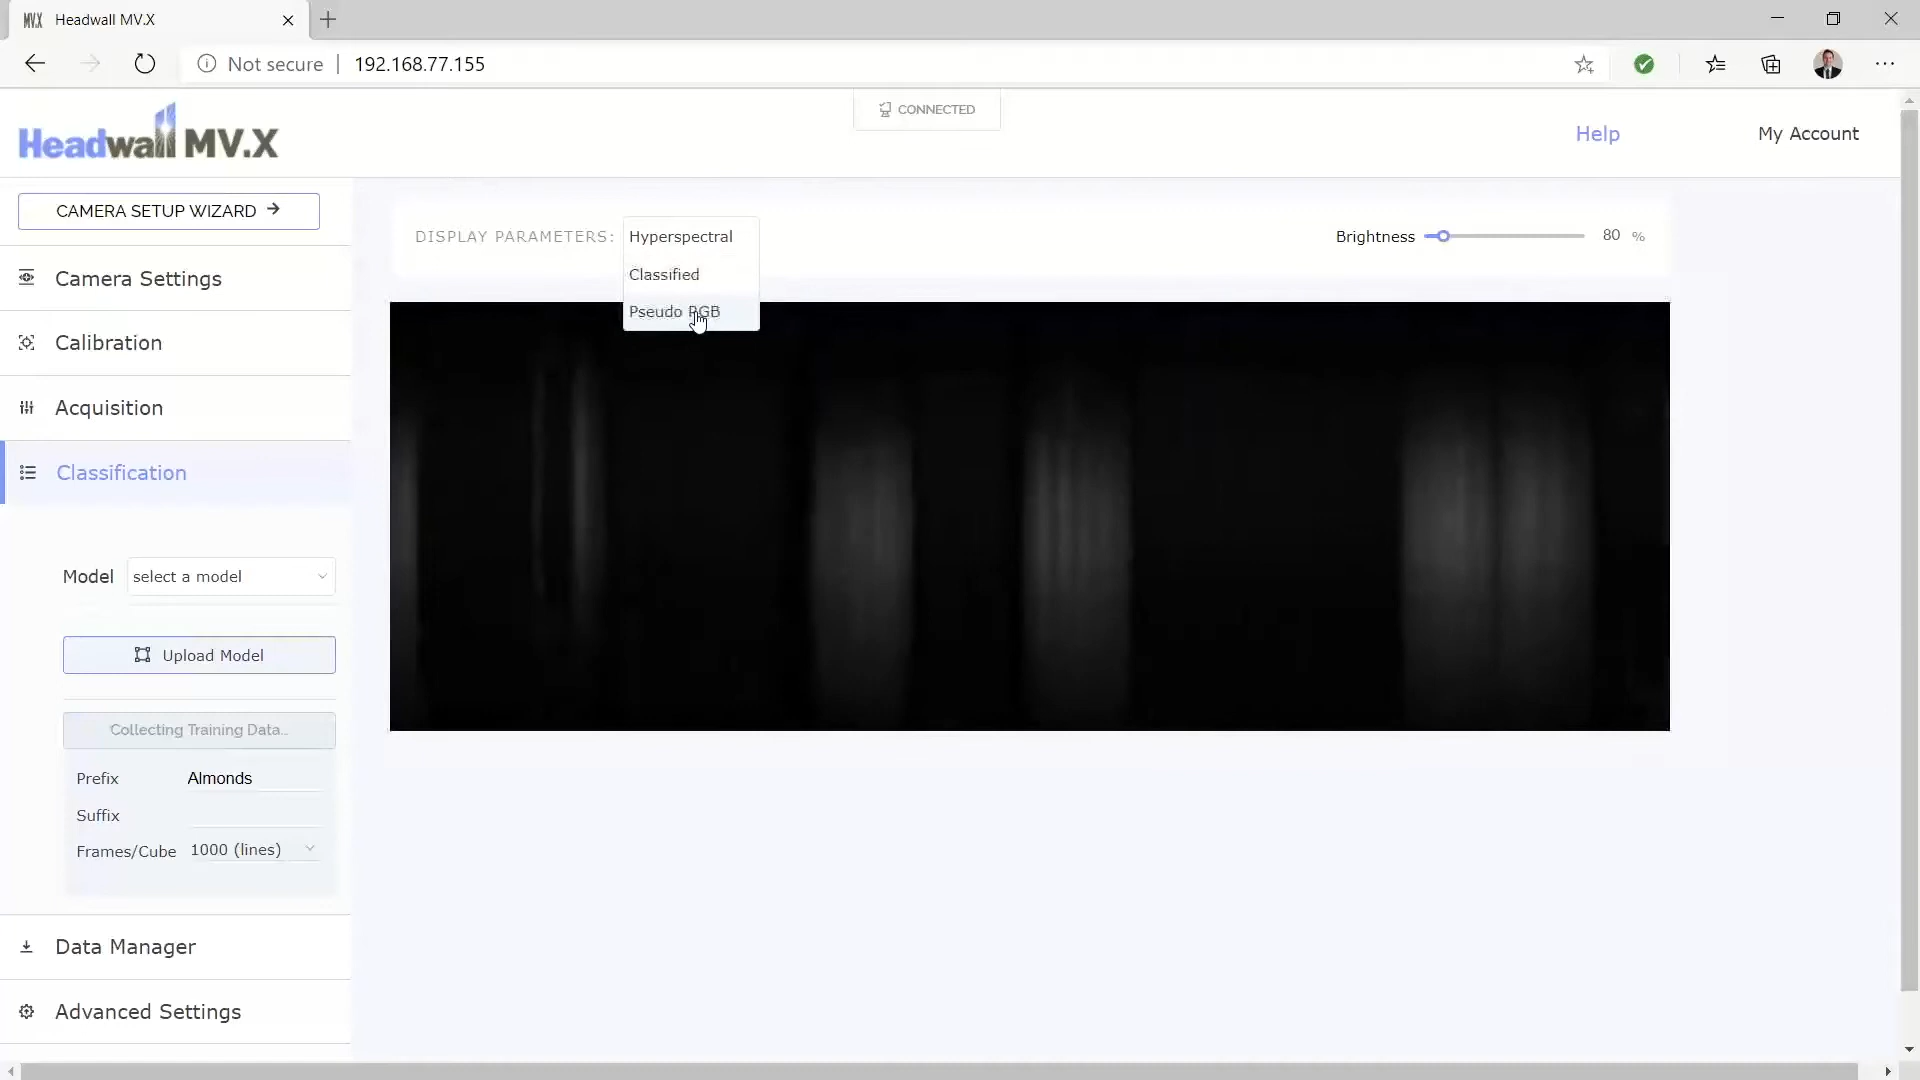 MV.X Headwall MV.X
Not secure | 192.168.77.155
CONNECTED
Headwall MV.X
Help
My Account
CAMERA SETUP WIZARD
DISPLAY PARAMETERS:
Hyperspectral
Classified
Pseudo RGB
Brightness
80 %
Camera Settings
Calibration
Acquisition
Classification
Model select a model
Upload Model
Collecting Training Data...
Prefix Almonds
Suffix
Frames/Cube 1000 (lines)
Data Manager
Advanced Settings